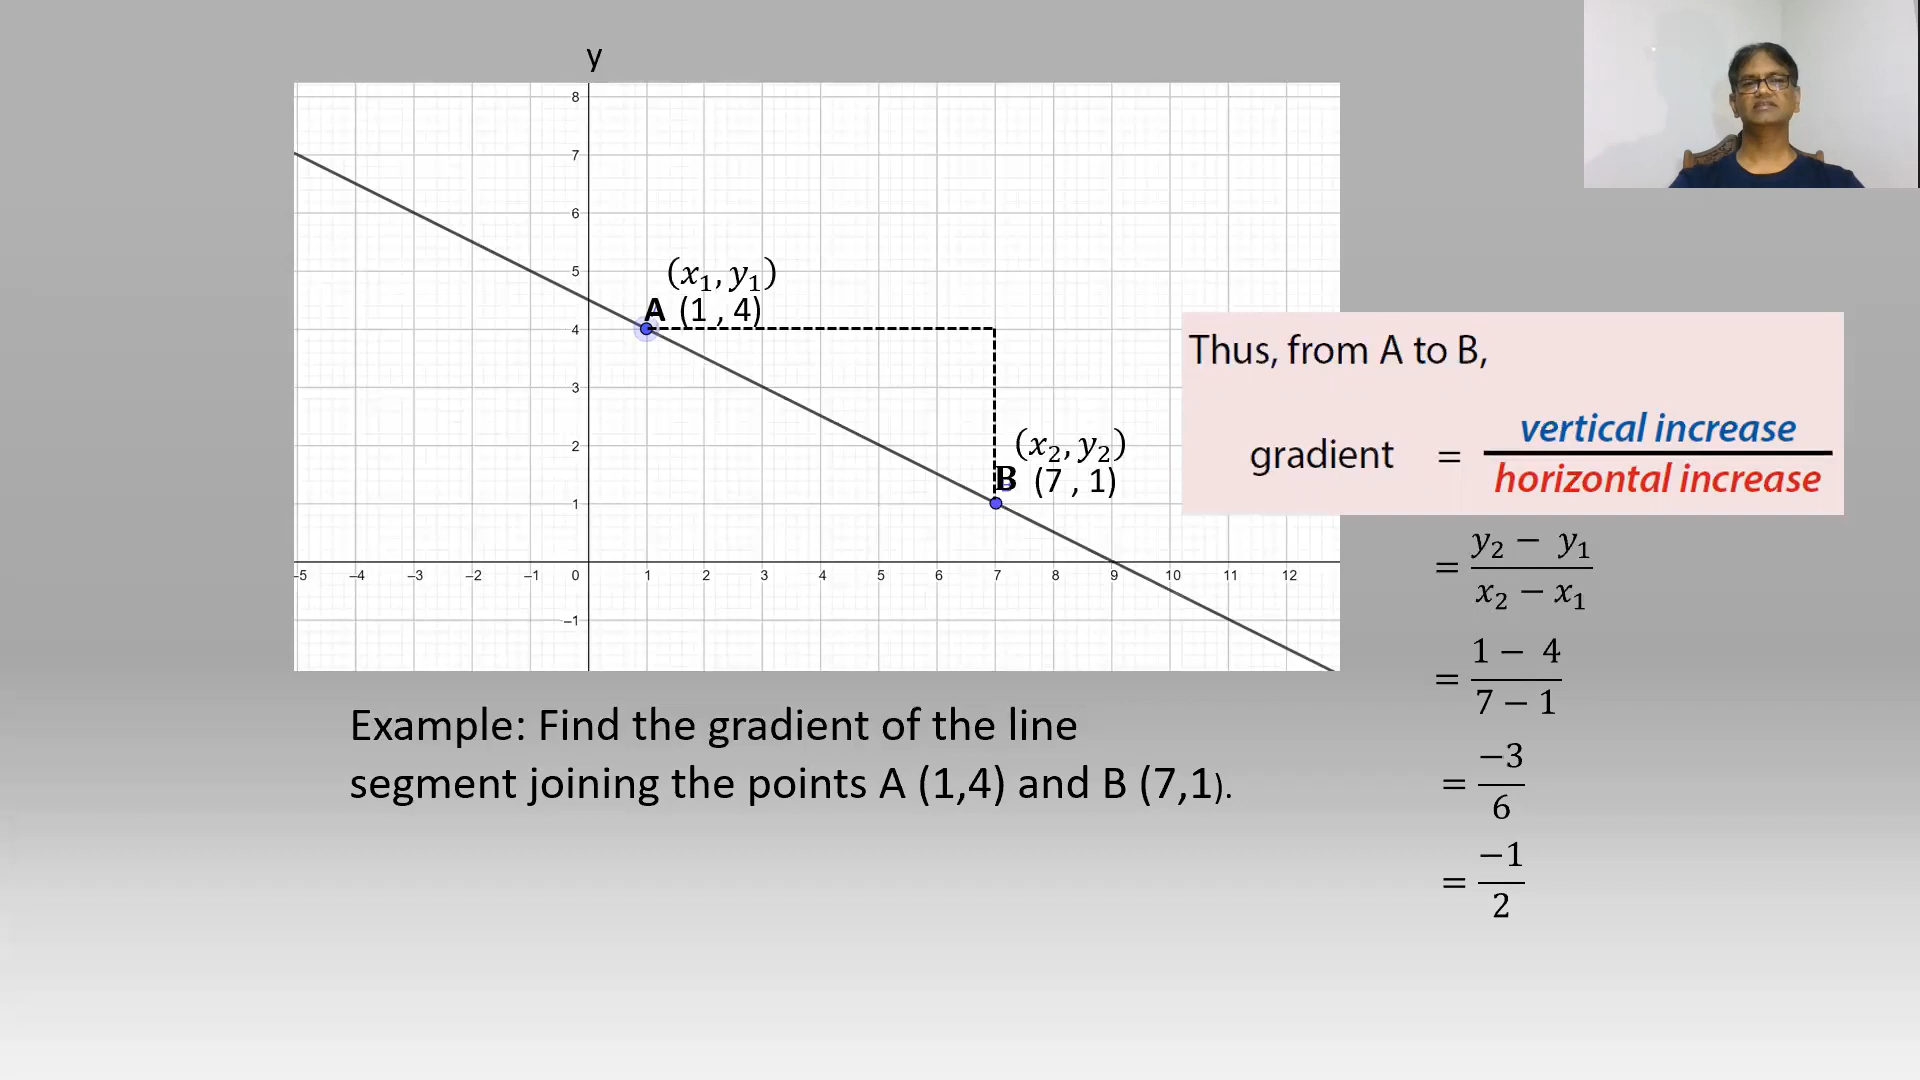 y
8
7
6
5
4
3
2
1
−1
−5 −4 −3 −2 −1 0 1 2 3 4 5 6 7 8 9 10 11 12
(x₁, y₁)
A (1 , 4)
(x₂, y₂)
B (7 , 1)
Thus, from A to B,
gradient = vertical increase / horizontal increase
= y₂ − y₁ / x₂ − x₁
= 1 − 4 / 7 − 1
= −3 / 6
= −1 / 2
Example: Find the gradient of the line
segment joining the points A (1,4) and B (7,1).